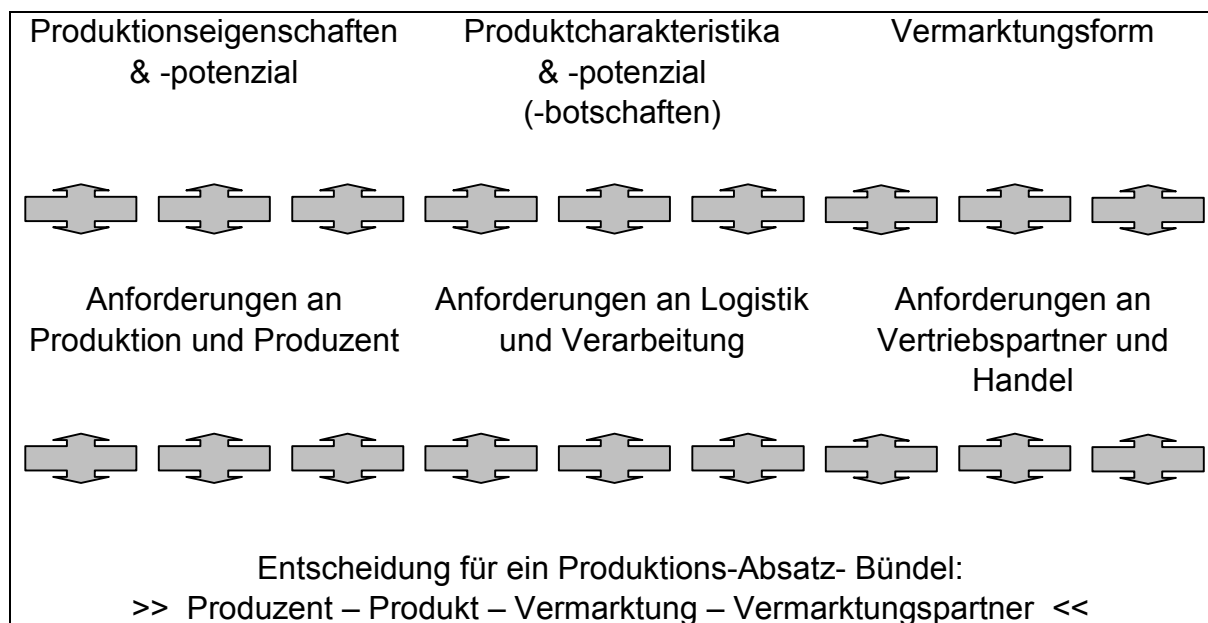 Produktionseigenschaften
& -potenzial
Produktcharakteristika
& -potenzial
(-botschaften)
Vermarktungsform
Anforderungen an
Produktion und Produzent
Anforderungen an Logistik
und Verarbeitung
Anforderungen an
Vertriebspartner und
Handel
Entscheidung für ein Produktions-Absatz- Bündel:
>> Produzent – Produkt – Vermarktung – Vermarktungspartner <<